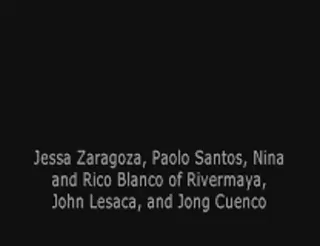 Jessa Zaragoza, Paolo Santos, Nina
and Rico Blanco of Rivermaya,
John Lesaca, and Jong Cuenco